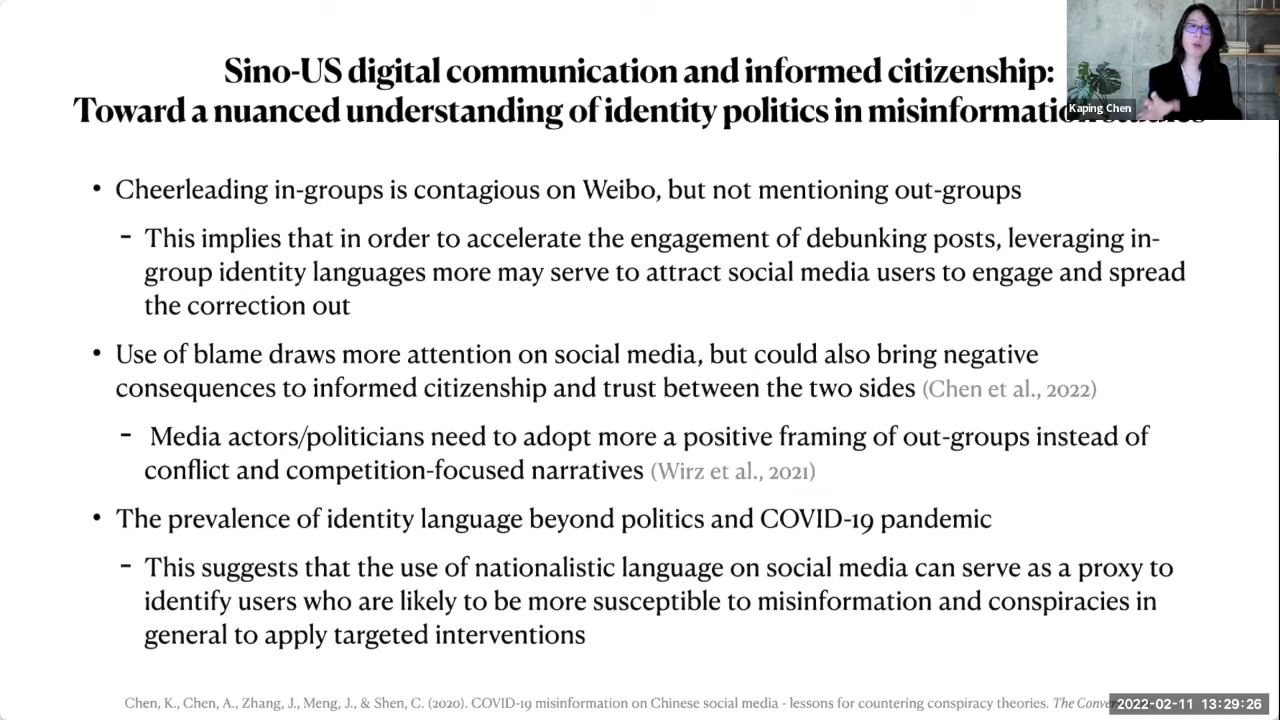 Sino-US digital communication and informed citizenship:
Toward a nuanced understanding of identity politics in misinformation
Kaping Chen
• Cheerleading in-groups is contagious on Weibo, but not mentioning out-groups
– This implies that in order to accelerate the engagement of debunking posts, leveraging in-
group identity languages more may serve to attract social media users to engage and spread
the correction out
• Use of blame draws more attention on social media, but could also bring negative
consequences to informed citizenship and trust between the two sides (Chen et al., 2022)
– Media actors/politicians need to adopt more a positive framing of out-groups instead of
conflict and competition-focused narratives (Wirz et al., 2021)
• The prevalence of identity language beyond politics and COVID-19 pandemic
– This suggests that the use of nationalistic language on social media can serve as a proxy to
identify users who are likely to be more susceptible to misinformation and conspiracies in
general to apply targeted interventions
Chen, K., Chen, A., Zhang, J., Meng, J., & Shen, C. (2020). COVID-19 misinformation on Chinese social media - lessons for countering conspiracy theories. The
2022-02-11 13:29:26